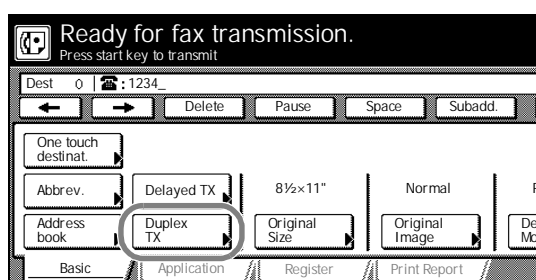 Ready for fax transmission.
Press start key to transmit
Dest 0 ☎:1234_
← → Delete Pause Space Subadd.
One touch
destinat.
Abbrev. Delayed TX 8½×11" Normal
Address
book
Duplex
TX
Original
Size
Original
Image
Basic Application Register Print Report